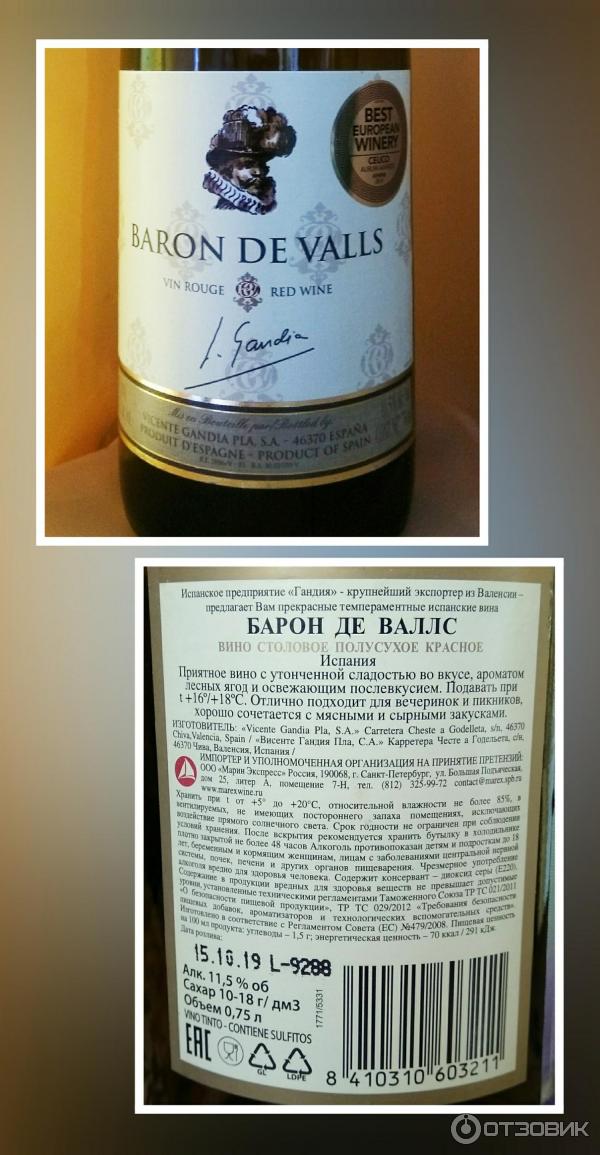 BEST
EUROPEAN
WINERY
CEUCO
BARON DE VALLS
VIN ROUGE RED WINE
J. Gandia
Mis en Bouteille par/Bottled by:
VICENTE GANDIA PLA, S.A. - 46370 ESPAÑA
PRODUIT D'ESPAGNE - PRODUCT OF SPAIN
Испанское предприятие «Гандия» - крупнейший экспортер из Валенсии –
предлагает Вам прекрасные темпераментные испанские вина
БАРОН ДЕ ВАЛЛС
ВИНО СТОЛОВОЕ ПОЛУСУХОЕ КРАСНОЕ
Испания
Приятное вино с утонченной сладостью во вкусе, ароматом
лесных ягод и освежающим послевкусием. Подавать при
t +16°/+18°C. Отлично подходит для вечеринок и пикников,
хорошо сочетается с мясными и сырными закусками.
ИЗГОТОВИТЕЛЬ: «Vicente Gandia Pla, S.A.» Carretera Cheste a Godelleta, s/n, 46370
Chiva,Valencia, Spain / «Висенте Гандия Пла, С.А.» Карретера Честе а Годельета, с/н,
46370 Чива, Валенсия, Испания /
ИМПОРТЕР И УПОЛНОМОЧЕННАЯ ОРГАНИЗАЦИЯ НА ПРИНЯТИЕ ПРЕТЕНЗИЙ:
ООО «Марин Экспресс» Россия, 190068, г. Санкт-Петербург, ул. Большая Подъяческая,
дом 25, литер А, помещение 7-Н, тел. (812) 325-99-72 contact@marex.spb.ru
www.marexwine.ru
Хранить при t от +5° до +20°C, относительной влажности не более 85%, в
вентилируемых, не имеющих постороннего запаха помещениях, исключающих
воздействие прямого солнечного света. Срок годности не ограничен при соблюдении
условий хранения. После вскрытия рекомендуется хранить бутылку в холодильнике
плотно закрытой не более 48 часов Алкоголь противопоказан детям и подросткам до 18
лет, беременным и кормящим женщинам, лицам с заболеваниями центральной нервной
системы, почек, печени и других органов пищеварения. Чрезмерное употребление
алкоголя вредно для здоровья человека. Содержит консервант – диоксид серы (Е220).
Содержание в продукции вредных для здоровья веществ не превышает допустимые
уровни, установленные техническими регламентами Таможенного Союза ТР ТС 021/2011
«О безопасности пищевой продукции», ТР ТС 029/2012 «Требования безопасности
пищевых добавок, ароматизаторов и технологических вспомогательных средств».
Изготовлено в соответствии с Регламентом Совета (ЕС) №479/2008. Пищевая ценность
на 100 мл продукта: углеводы – 1,5 г; энергетическая ценность – 70 ккал / 291 кДж.
Дата розлива:
15.10.19 L-9288
Алк. 11,5 % об
Сахар 10-18 г/ дм3
Объем 0,75 л
VINO TINTO - CONTIENE SULFITOS
EAC
GL
LDPE
1771/5331
8 410310 603211
ОТЗОВИК